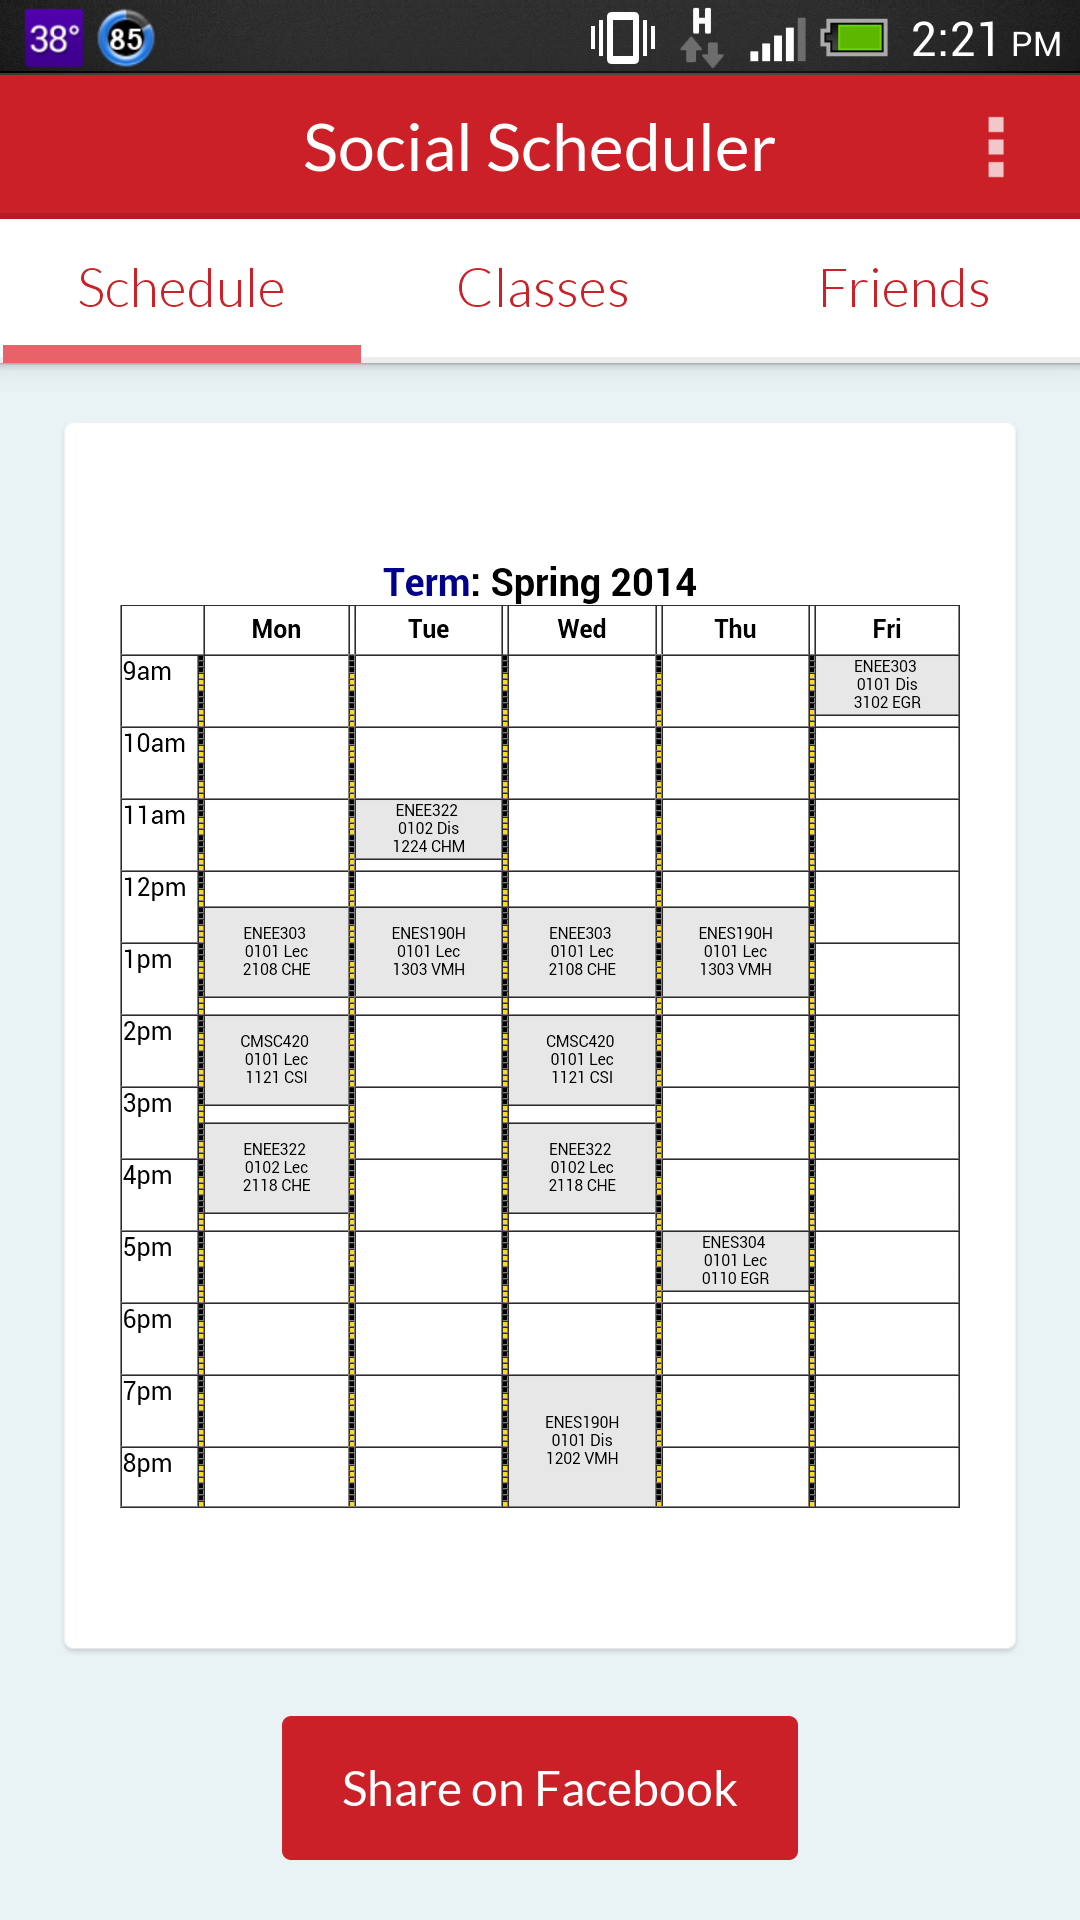 38° 85 H 2:21 PM
Social Scheduler
Schedule Classes Friends
Term: Spring 2014
Mon Tue Wed Thu Fri
9am
ENEE303
0101 Dis
3102 EGR
10am
11am
ENEE322
0102 Dis
1224 CHM
12pm
ENEE303 ENES190H ENEE303 ENES190H
0101 Lec 0101 Lec 0101 Lec 0101 Lec
2108 CHE 1303 VMH 2108 CHE 1303 VMH
1pm
2pm
CMSC420 CMSC420
0101 Lec 0101 Lec
1121 CSI 1121 CSI
3pm
ENEE322 ENEE322
0102 Lec 0102 Lec
2118 CHE 2118 CHE
4pm
5pm
ENES304
0101 Lec
0110 EGR
6pm
7pm
ENES190H
0101 Dis
1202 VMH
8pm
Share on Facebook